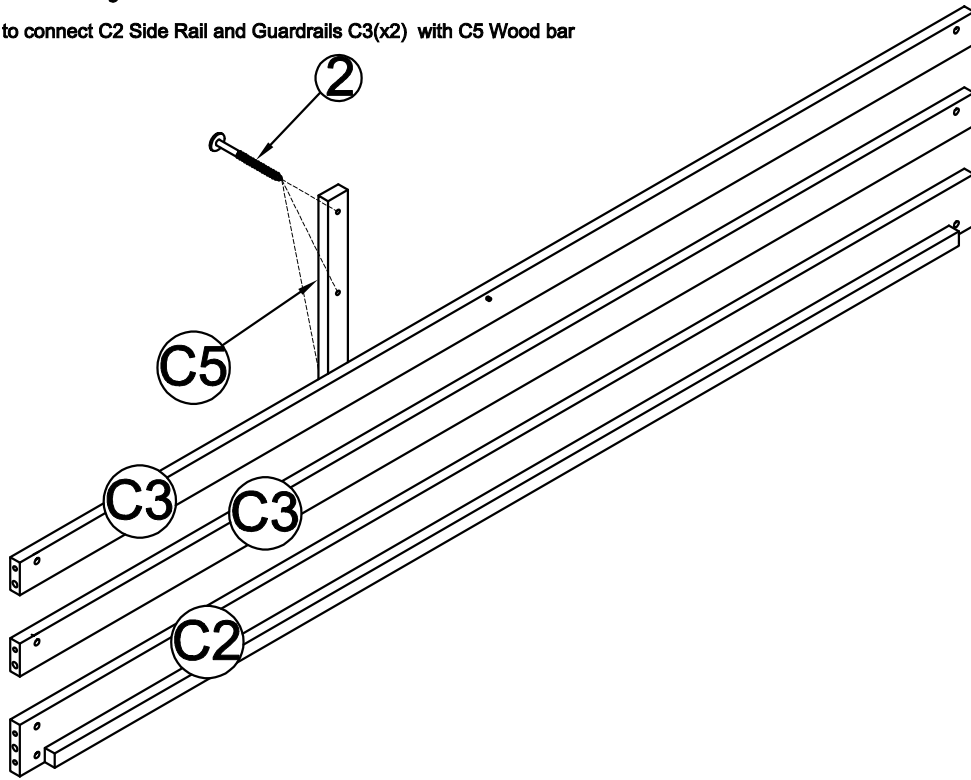 to connect C2 Side Rail and Guardrails C3(x2) with C5 Wood bar
2
C5
C3
C3
C2